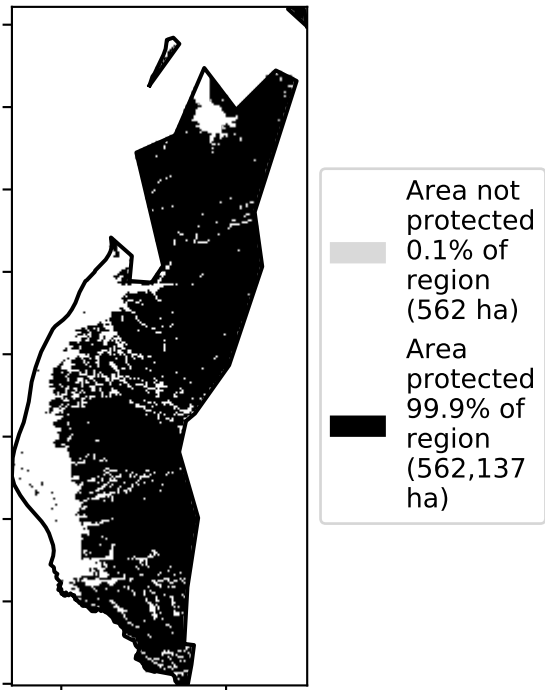 Area not
protected
0.1% of
region
(562 ha)
Area
protected
99.9% of
region
(562,137
ha)